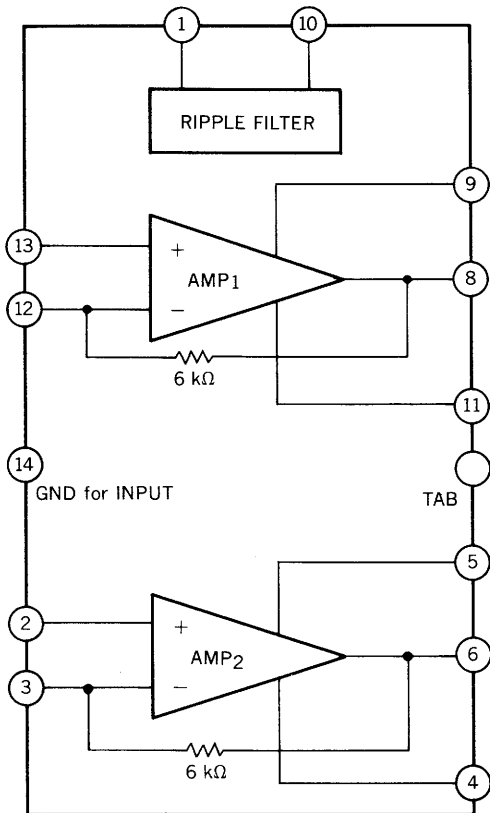 1
10
RIPPLE FILTER
9
13
+
AMP1
8
12
−
6 kΩ
11
14
GND for INPUT
TAB
5
2
+
AMP2
6
3
−
6 kΩ
4